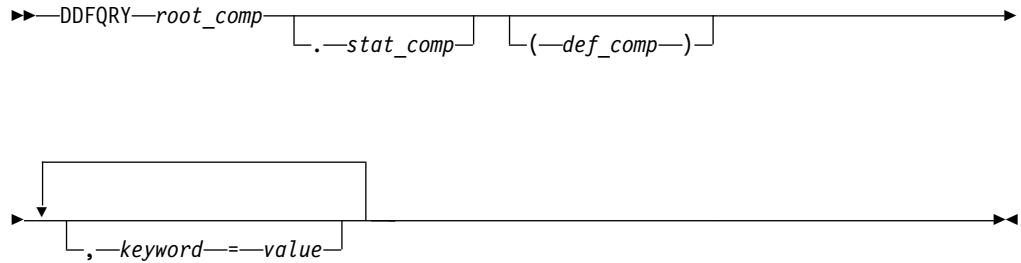 DDFQRY root_comp
. stat_comp ( def_comp )
, keyword = value